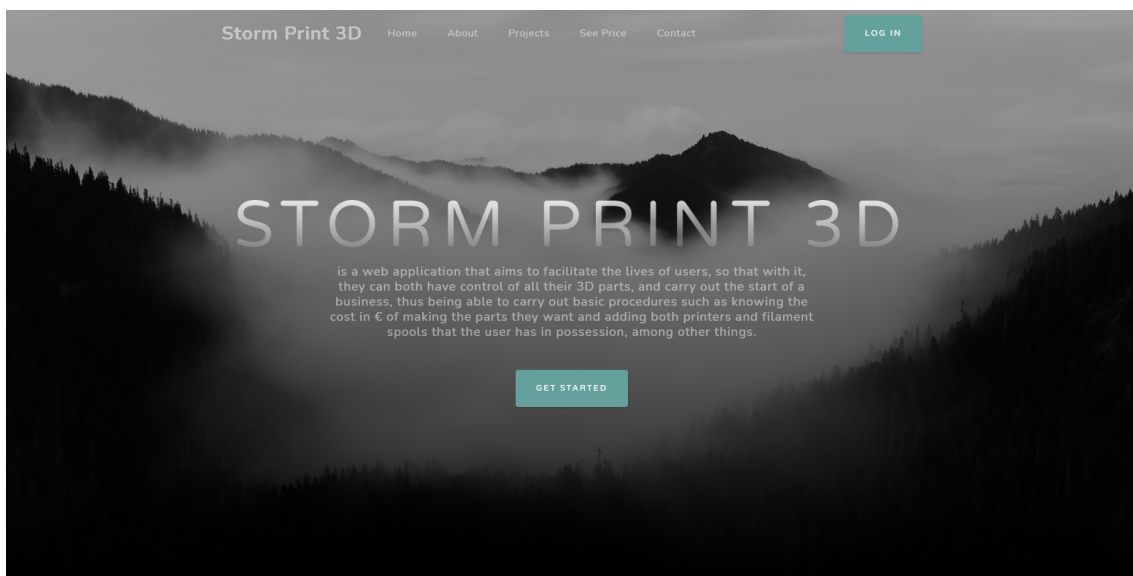 Storm Print 3D Home About Projects See Price Contact LOG IN
STORM PRINT 3D
is a web application that aims to facilitate the lives of users, so that with it,
they can both have control of all their 3D parts, and carry out the start of a
business, thus being able to carry out basic procedures such as knowing the
cost in € of making the parts they want and adding both printers and filament
spools that the user has in possession, among other things.
GET STARTED